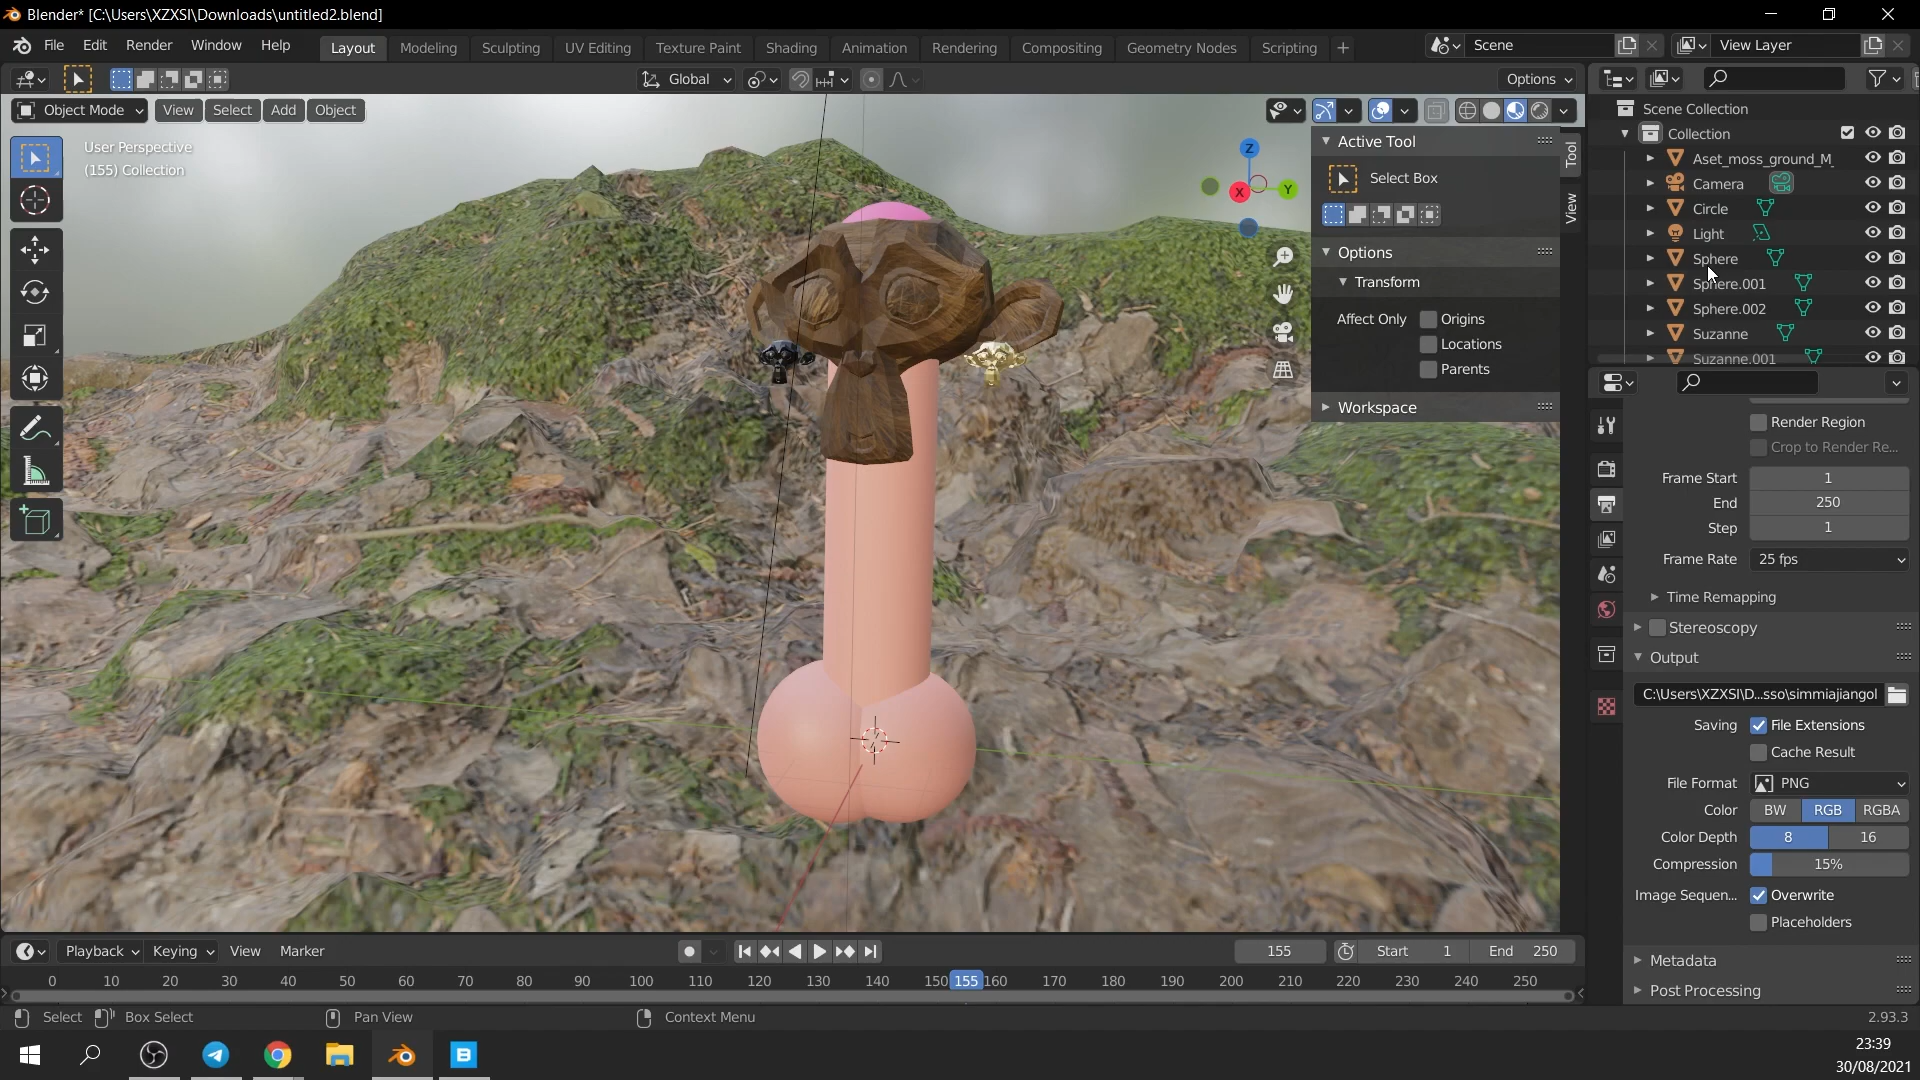 Blender* [C:\Users\XZXSI\Downloads\untitled2.blend]
File Edit Render Window Help Layout Modeling Sculpting UV Editing Texture Paint Shading Animation Rendering Compositing Geometry Nodes Scripting + Scene View Layer
Global Options
Object Mode View Select Add Object
User Perspective
(155) Collection
Z
X
Y
Active Tool
Select Box
Options
Transform
Affect Only Origins
Locations
Parents
Workspace
Tool
View
Scene Collection
Collection
Aset_moss_ground_M_
Camera
Circle
Light
Sphere
Sphere.001
Sphere.002
Suzanne
Suzanne.001
Render Region
Crop to Render Re...
Frame Start 1
End 250
Step 1
Frame Rate 25 fps
Time Remapping
Stereoscopy
Output
C:\Users\XZXSI\D...sso\simmiajiangol
Saving File Extensions
Cache Result
File Format PNG
Color BW RGB RGBA
Color Depth 8 16
Compression 15%
Image Sequen... Overwrite
Placeholders
Metadata
Post Processing
Playback Keying View Marker 155 Start 1 End 250
0 10 20 30 40 50 60 70 80 90 100 110 120 130 140 150 155 160 170 180 190 200 210 220 230 240 250
Select Box Select Pan View Context Menu 2.93.3
23:39
30/08/2021